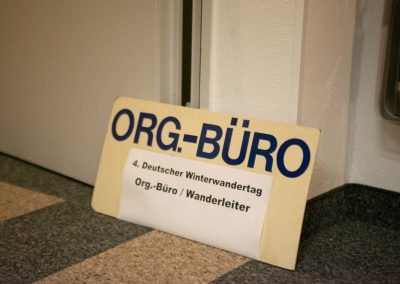 ORG.-BÜRO
4. Deutscher Winterwandertag
Org.-Büro / Wanderleiter